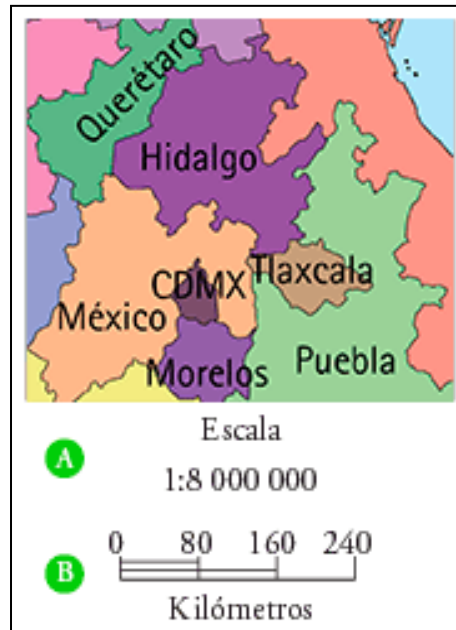 Querétaro
Hidalgo
CDMX
Tlaxcala
México
Morelos
Puebla
Escala
A
1:8 000 000
0 80 160 240
B
Kilómetros